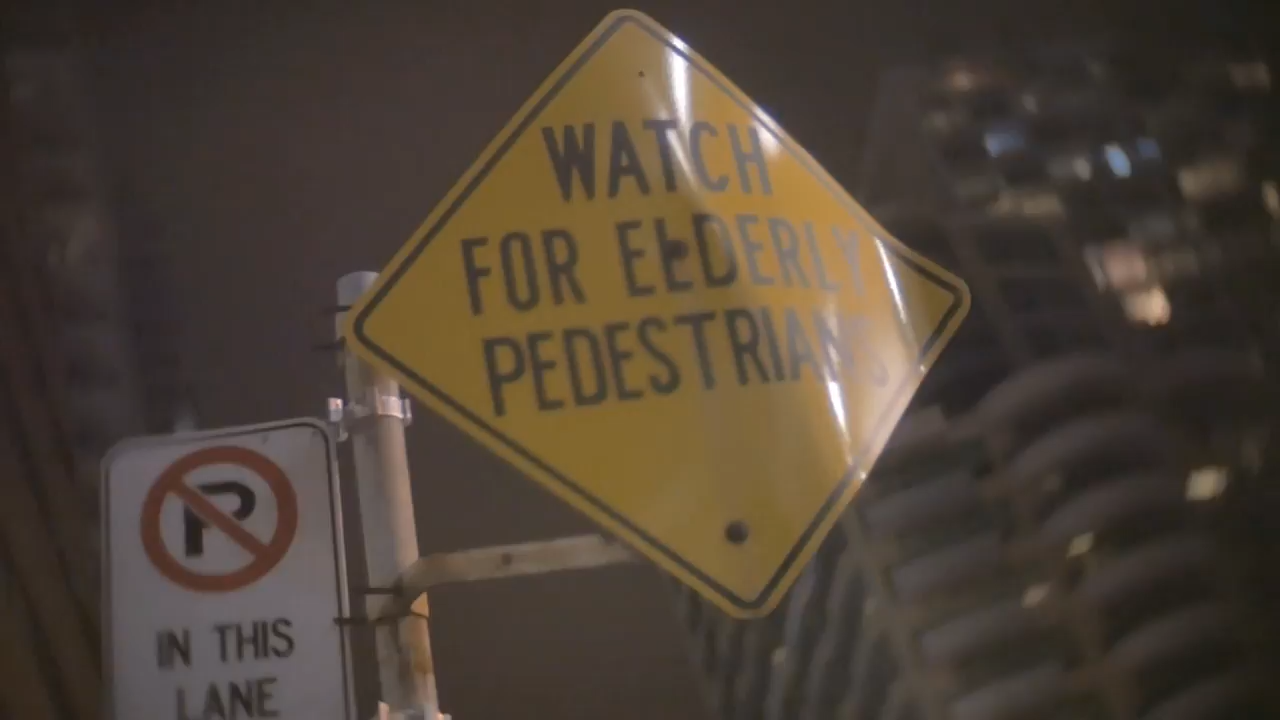 WATCH
FOR ELDERLY
PEDESTRIANS
P
IN THIS
LANE